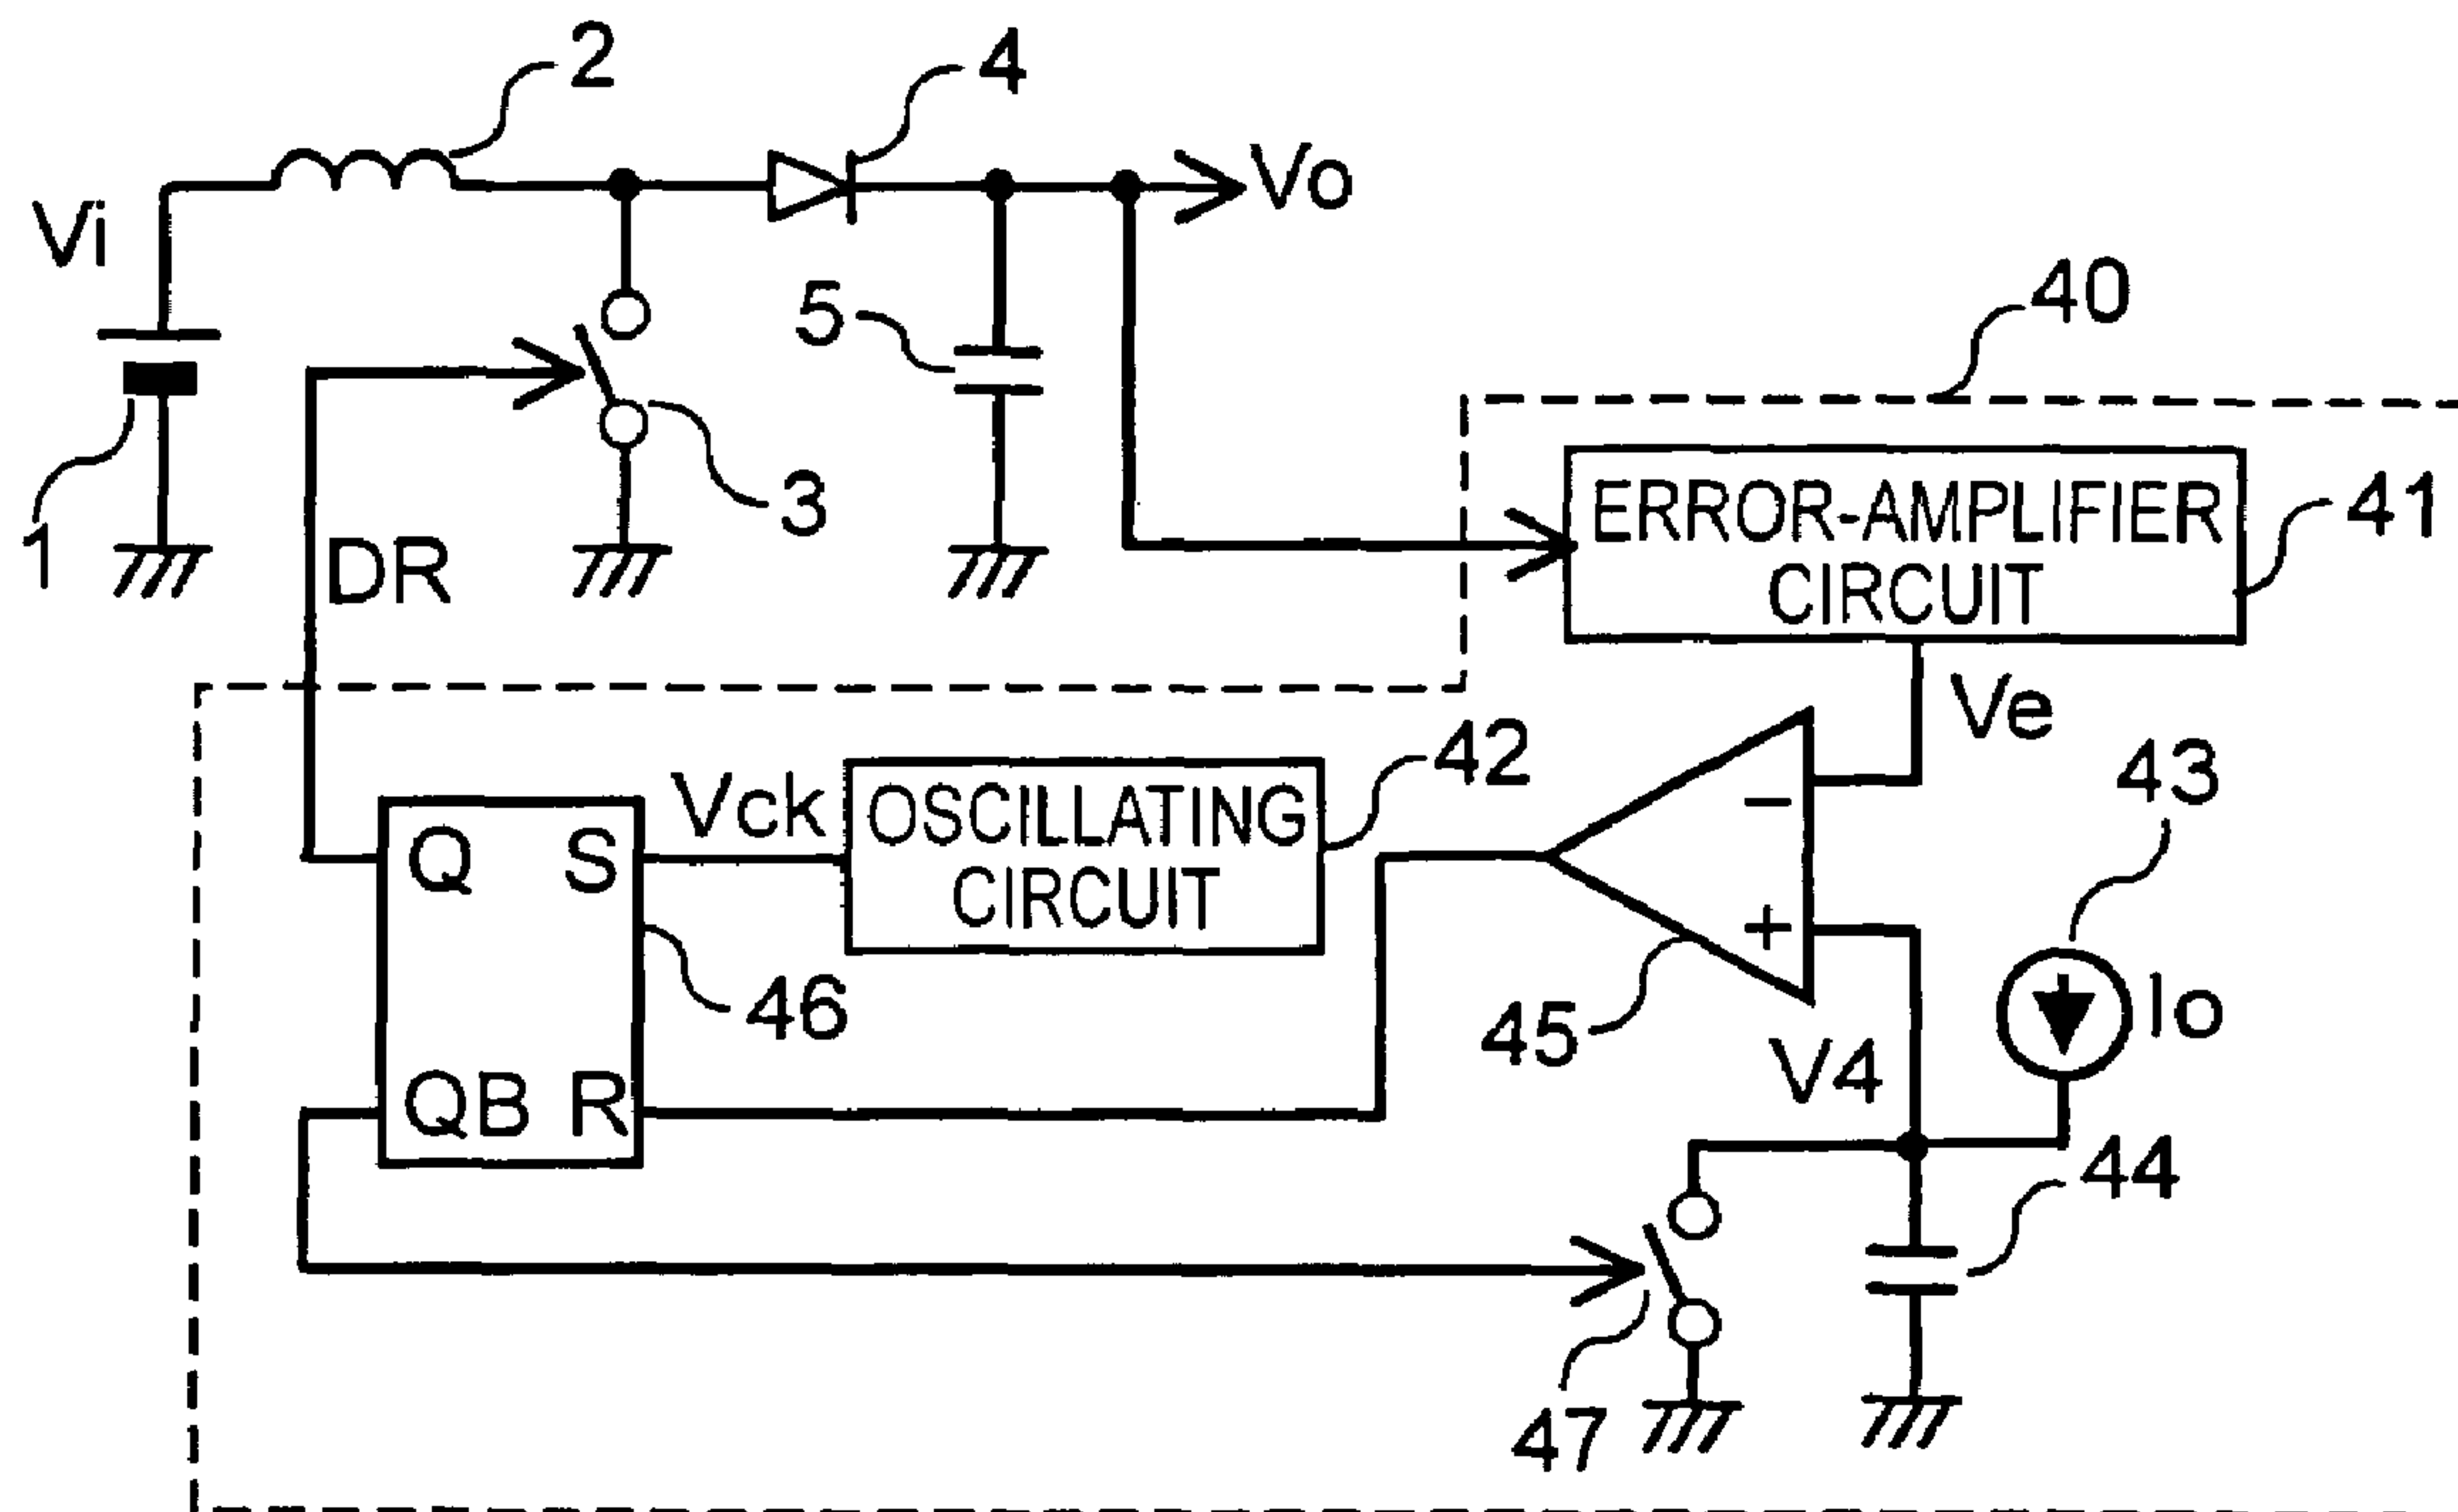 2
4
Vi
Vo
5
40
1
DR
3
ERROR-AMPLIFIER
CIRCUIT
41
Ve
42
43
Vck
OSCILLATING
CIRCUIT
Q S
−
+
46
45
Io
V4
QB R
44
47